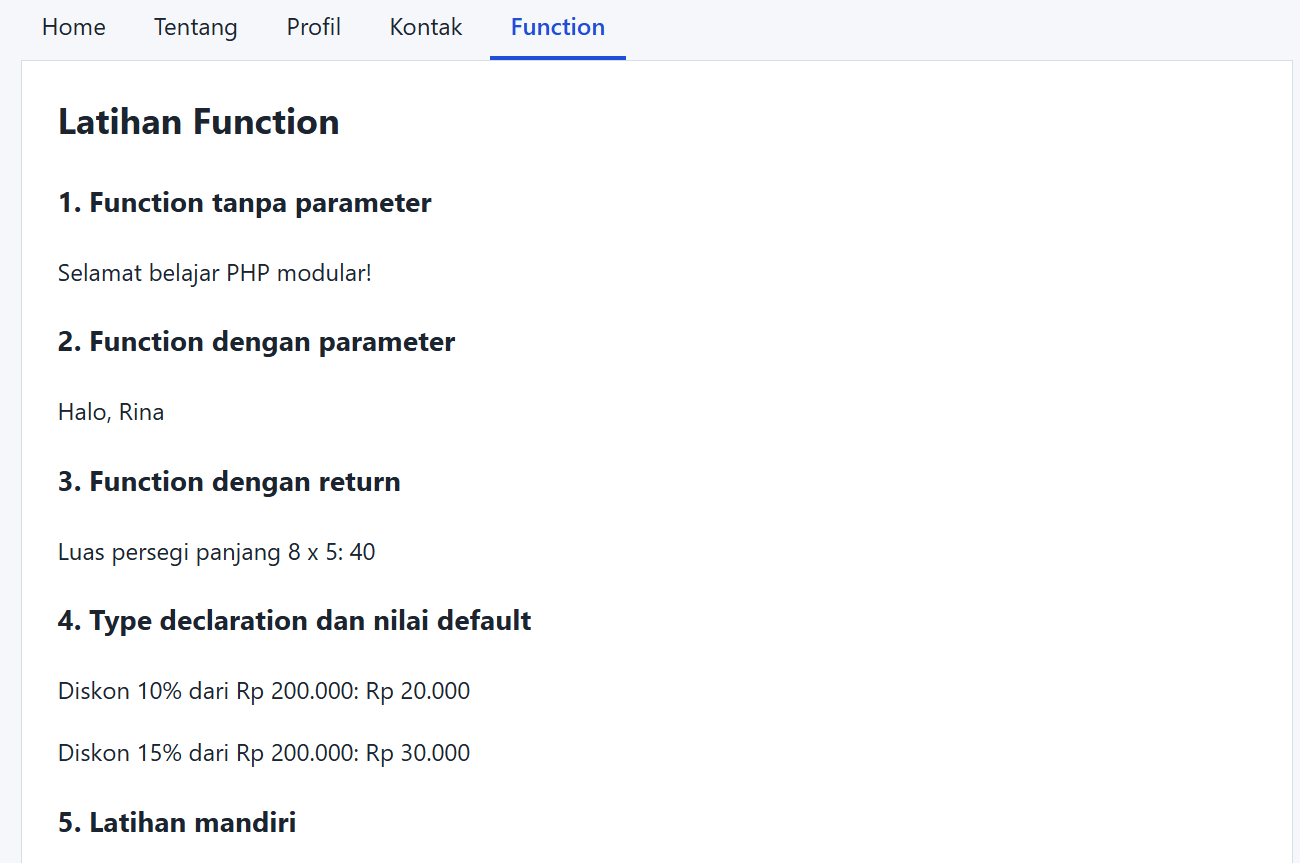 Home Tentang Profil Kontak Function
Latihan Function
1. Function tanpa parameter
Selamat belajar PHP modular!
2. Function dengan parameter
Halo, Rina
3. Function dengan return
Luas persegi panjang 8 x 5: 40
4. Type declaration dan nilai default
Diskon 10% dari Rp 200.000: Rp 20.000
Diskon 15% dari Rp 200.000: Rp 30.000
5. Latihan mandiri